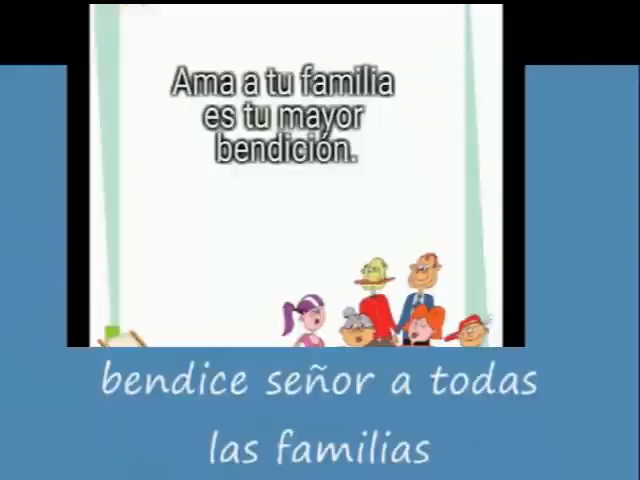 Ama a tu familia
es tu mayor
bendición.
bendice señor a todas
las familias